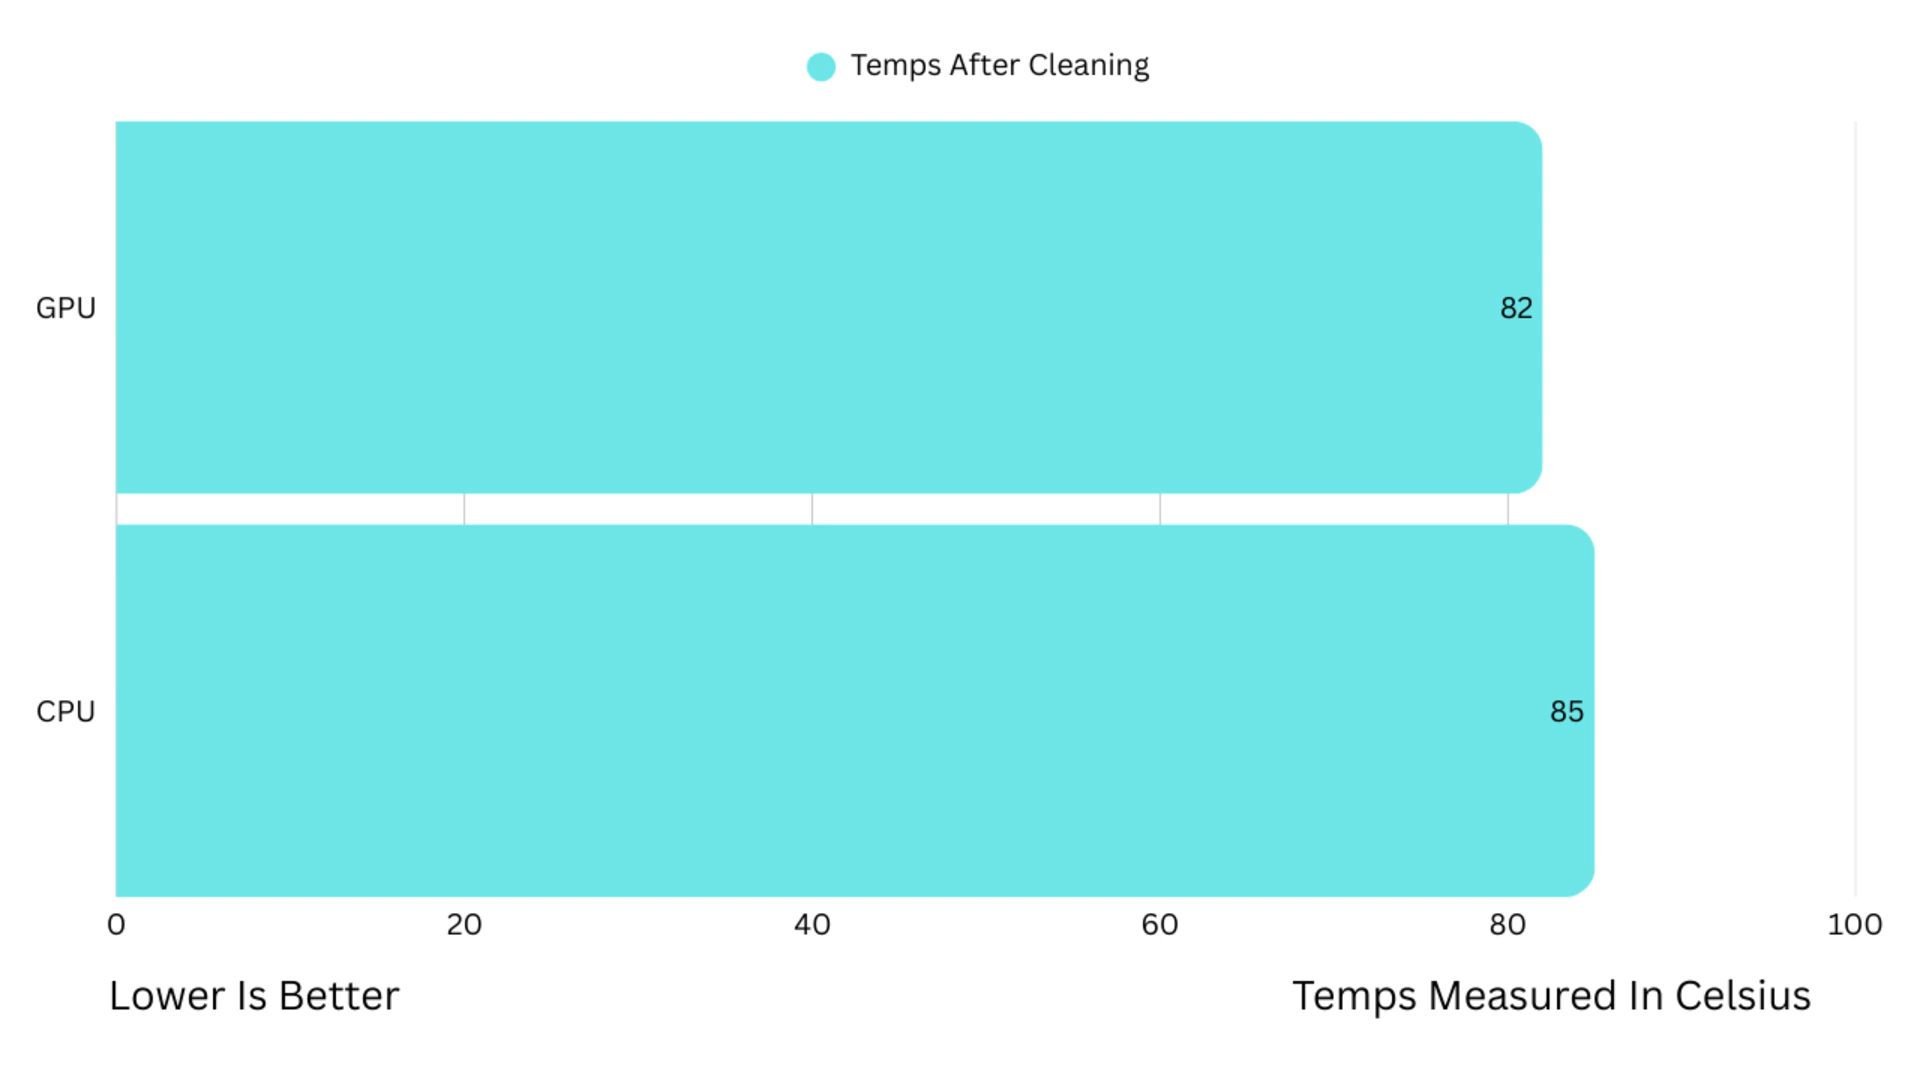 Temps After Cleaning
GPU
82
CPU
85
0 20 40 60 80 100
Lower Is Better
Temps Measured In Celsius